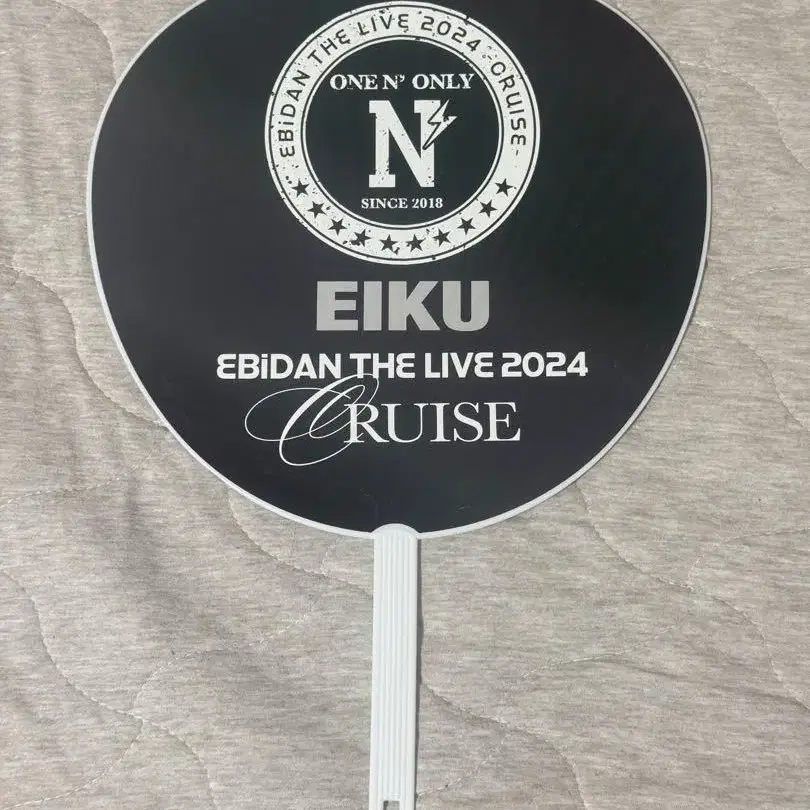 EBiDAN THE LIVE 2024 -CRUISE-
ONE N' ONLY
N
SINCE 2018
EIKU
EBiDAN THE LIVE 2024
CRUISE